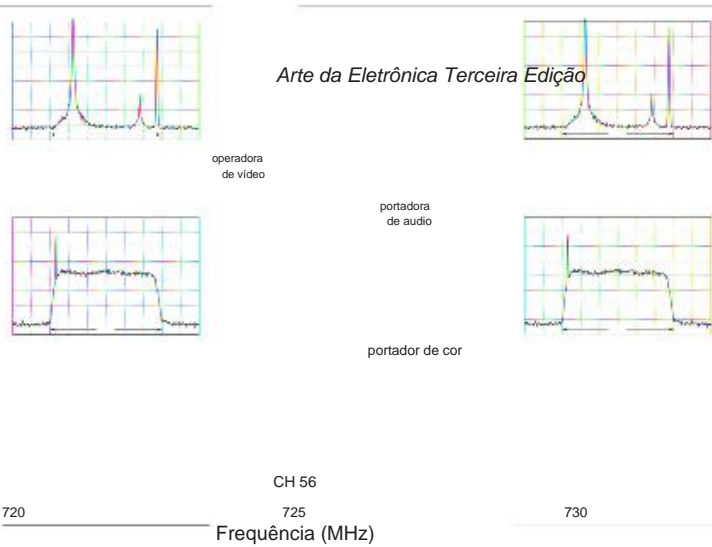 Arte da Eletrônica Terceira Edição
operadora
de vídeo
portadora
de audio
portador de cor
CH 56
720 725 730
Frequência (MHz)